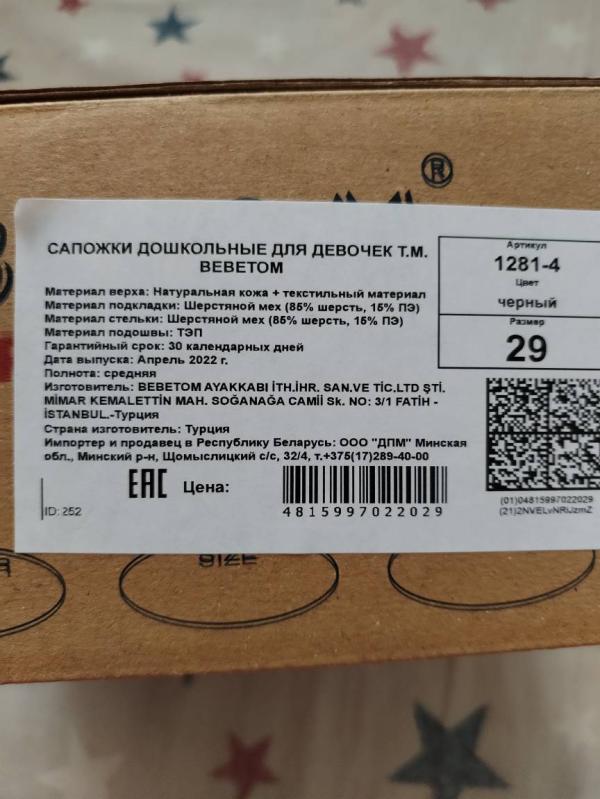 ®
САПОЖКИ ДОШКОЛЬНЫЕ ДЛЯ ДЕВОЧЕК Т.М.
BEBETOM
Материал верха: Натуральная кожа + текстильный материал
Материал подкладки: Шерстяной мех (85% шерсть, 15% ПЭ)
Материал стельки: Шерстяной мех (85% шерсть, 15% ПЭ)
Материал подошвы: ТЭП
Гарантийный срок: 30 календарных дней
Дата выпуска: Апрель 2022 г.
Полнота: средняя
Изготовитель: BEBETOM AYAKKABI İTH.İHR. SAN.VE TİC.LTD ŞTİ.
MİMAR KEMALETTİN MAH. SOĞANAĞA CAMİİ Sk. NO: 3/1 FATİH -
İSTANBUL.-Турция
Страна изготовитель: Турция
Импортер и продавец в Республику Беларусь: ООО "ДПМ" Минская
обл., Минский р-н, Щомыслицкий с/с, 32/4, т.+375(17)289-40-00
Артикул
1281-4
Цвет
черный
Размер
29
EAC Цена:
ID: 252
4815997022029
(01)04815997022029
(21)2NVELvNRiJzmZ
SIZE